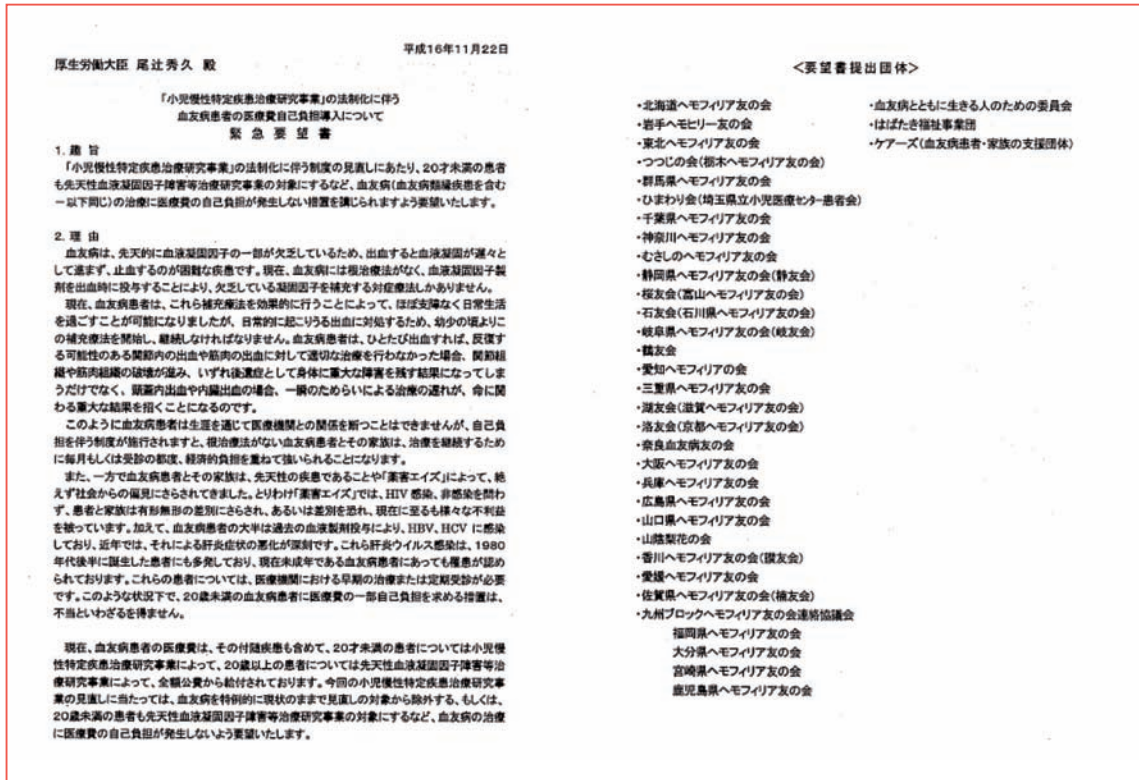 平成16年11月22日
厚生労働大臣 尾辻秀久 殿
「小児慢性特定疾患治療研究事業」の法制化に伴う
血友病患者の医療費自己負担導入について
緊急要望書
1. 趣旨
「小児慢性特定疾患治療研究事業」の法制化に伴う制度の見直しにあたり、20才未満の患者
も先天性血液凝固因子障害等治療研究事業の対象にするなど、血友病(血友病類縁疾患を含む
ー以下同じ)の治療に医療費の自己負担が発生しない措置を講じられますよう要望いたします。
2. 理由
血友病は、先天的に血液凝固因子の一部が欠乏しているため、出血すると血液凝固が遅々と
して進まず、止血するのが困難な疾患です。現在、血友病には根治療法がなく、血液凝固因子製
剤を出血時に投与することにより、欠乏している凝固因子を補充する対症療法しかありません。
現在、血友病患者は、これら補充療法を効果的に行うことによって、ほぼ支障なく日常生活
を過ごすことが可能になりましたが、日常的に起こりうる出血に対処するため、幼少の頃よりこ
の補充療法を開始し、継続しなければなりません。血友病患者は、ひとたび出血すれば、反復す
る可能性のある関節内の出血や筋肉の出血に対して適切な治療を行わなかった場合、関節組
織や筋肉組織の破壊が進み、いずれ後遺症として身体に重大な障害を残す結果になってしま
うだけでなく、頭蓋内出血や内臓出血の場合、一瞬のためらいによる治療の遅れが、命に関
わる重大な結果を招くことになるのです。
このように血友病患者は生涯を通じて医療機関との関係を断つことはできませんが、自己負
担を伴う制度が施行されますと、根治療法がない血友病患者とその家族は、治療を継続するため
に毎月もしくは受診の都度、経済的負担を重ねて強いられることになります。
また、一方で血友病患者とその家族は、先天性の疾患であることや「薬害エイズ」によって、絶
えず社会からの偏見にさらされてきました。とりわけ「薬害エイズ」では、HIV 感染、非感染を問わ
ず、患者と家族は有形無形の差別にさらされ、あるいは差別を恐れ、現在に至るも様々な不利益
を被っています。加えて、血友病患者の大半は過去の血液製剤投与により、HBV、HCV に感染
しており、近年では、それによる肝炎症状の悪化が深刻です。これら肝炎ウイルス感染は、1980
年代後半に誕生した患者にも多発しており、現在未成年である血友病患者にあっても罹患が認め
られております。これらの患者については、医療機関における早期の治療または定期受診が必要
です。このような状況下で、20歳未満の血友病患者に医療費の一部自己負担を求める措置は、
不当といわざるを得ません。
現在、血友病患者の医療費は、その付随疾患も含めて、20才未満の患者については小児慢
性特定疾患治療研究事業によって、20歳以上の患者については先天性血液凝固因子障害等治
療研究事業によって、全額公費から給付されております。今回の小児慢性特定疾患治療研究事
業の見直しに当たっては、血友病を特例的に現状のままで見直しの対象から除外する、もしくは、
20歳未満の患者も先天性血液凝固因子障害等治療研究事業の対象にするなど、血友病の治療
に医療費の自己負担が発生しないよう要望いたします。
＜要望書提出団体＞
・北海道ヘモフィリア友の会
・岩手ヘモヒリー友の会
・東北ヘモフィリア友の会
・つつじの会(栃木ヘモフィリア友の会)
・群馬県ヘモフィリア友の会
・ひまわり会(埼玉県立小児医療センター患者会)
・千葉県ヘモフィリア友の会
・神奈川ヘモフィリア友の会
・むさしのヘモフィリア友の会
・静岡県ヘモフィリア友の会(静友会)
・桜友会(富山ヘモフィリア友の会)
・石友会(石川県ヘモフィリア友の会)
・岐阜県ヘモフィリア友の会(岐友会)
・鶴友会
・愛知ヘモフィリアの会
・三重県ヘモフィリア友の会
・湖友会(滋賀ヘモフィリア友の会)
・洛友会(京都ヘモフィリア友の会)
・奈良血友病友の会
・大阪ヘモフィリア友の会
・兵庫ヘモフィリア友の会
・広島県ヘモフィリア友の会
・山口県ヘモフィリア友の会
・山陰梨花の会
・香川ヘモフィリア友の会(讃友会)
・愛媛ヘモフィリア友の会
・佐賀県ヘモフィリア友の会(楠友会)
・九州ブロックヘモフィリア友の会連絡協議会
福岡県ヘモフィリア友の会
大分県ヘモフィリア友の会
宮崎県ヘモフィリア友の会
鹿児島県ヘモフィリア友の会
・血友病とともに生きる人のための委員会
・はばたき福祉事業団
・ケアーズ(血友病患者・家族の支援団体)